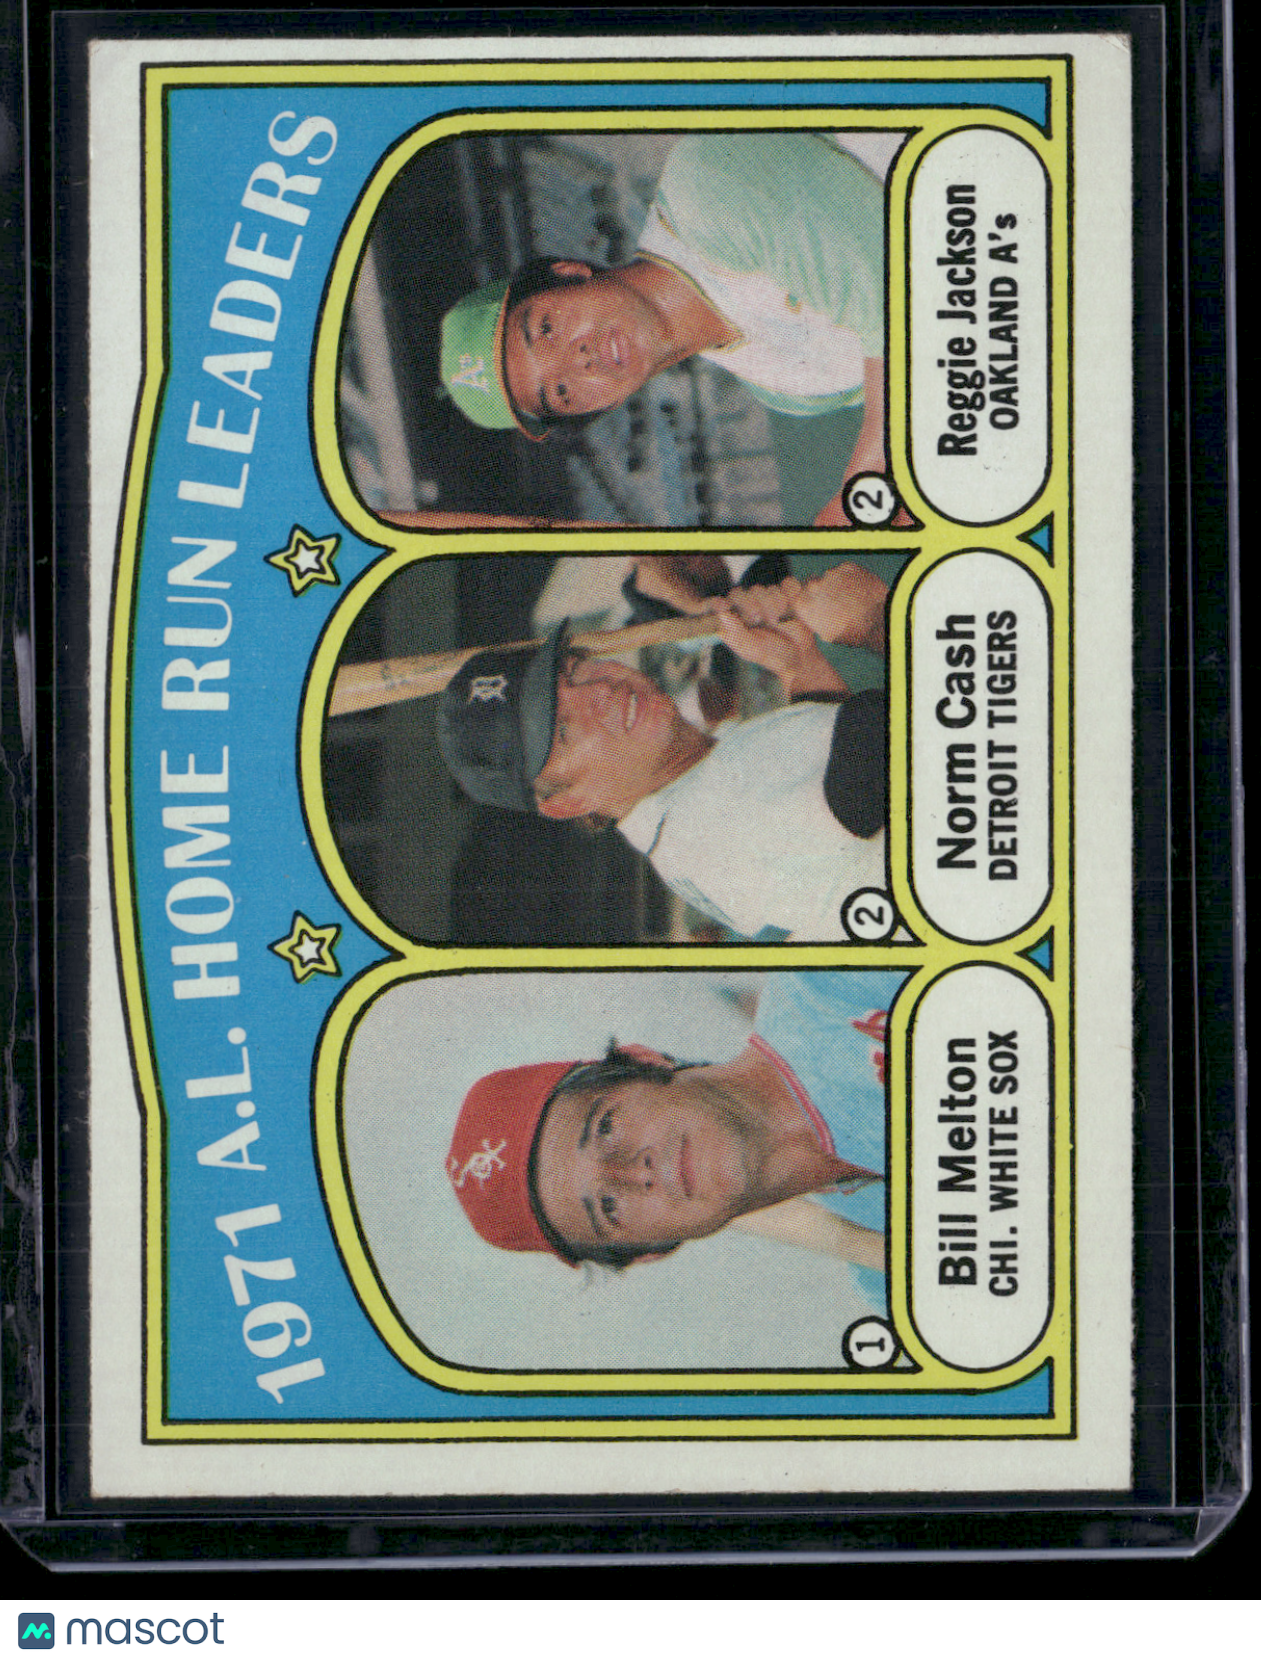 1971 A.L. HOME RUN LEADERS
1
2
2
Bill Melton
CHI. WHITE SOX
Norm Cash
DETROIT TIGERS
Reggie Jackson
OAKLAND A's
A's
Sox
D
mascot